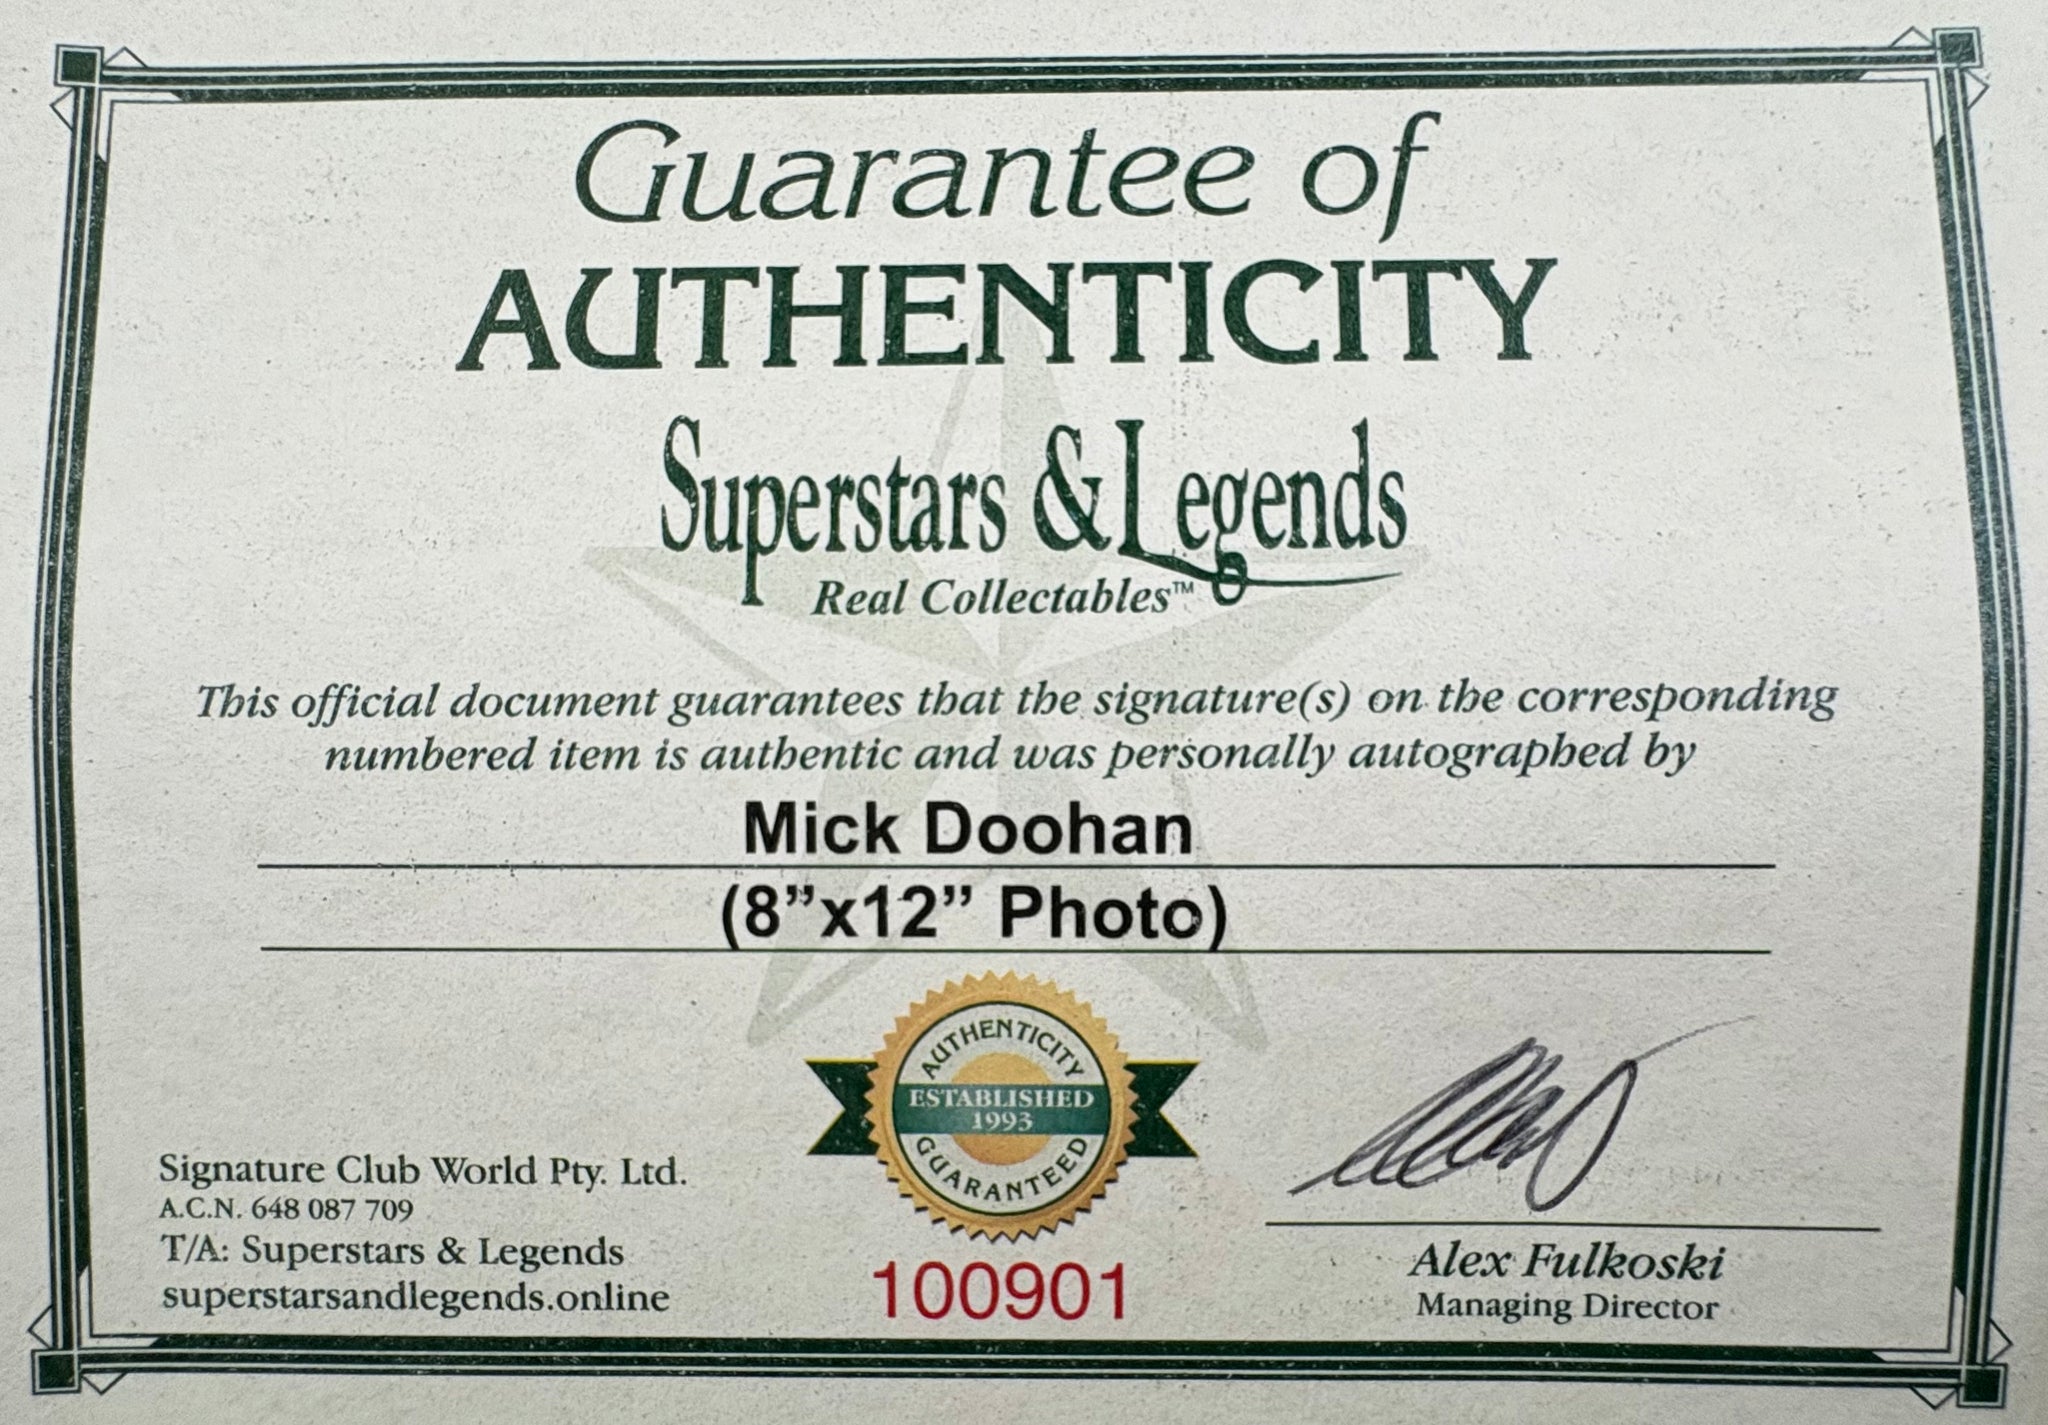 Guarantee of
AUTHENTICITY
Superstars & Legends
Real Collectables™
This official document guarantees that the signature(s) on the corresponding
numbered item is authentic and was personally autographed by
Mick Doohan
(8”x12” Photo)
AUTHENTICITY
ESTABLISHED
1993
GUARANTEED
100901
Signature Club World Pty. Ltd.
A.C.N. 648 087 709
T/A: Superstars & Legends
superstarsandlegends.online
Alex Fulkoski
Managing Director